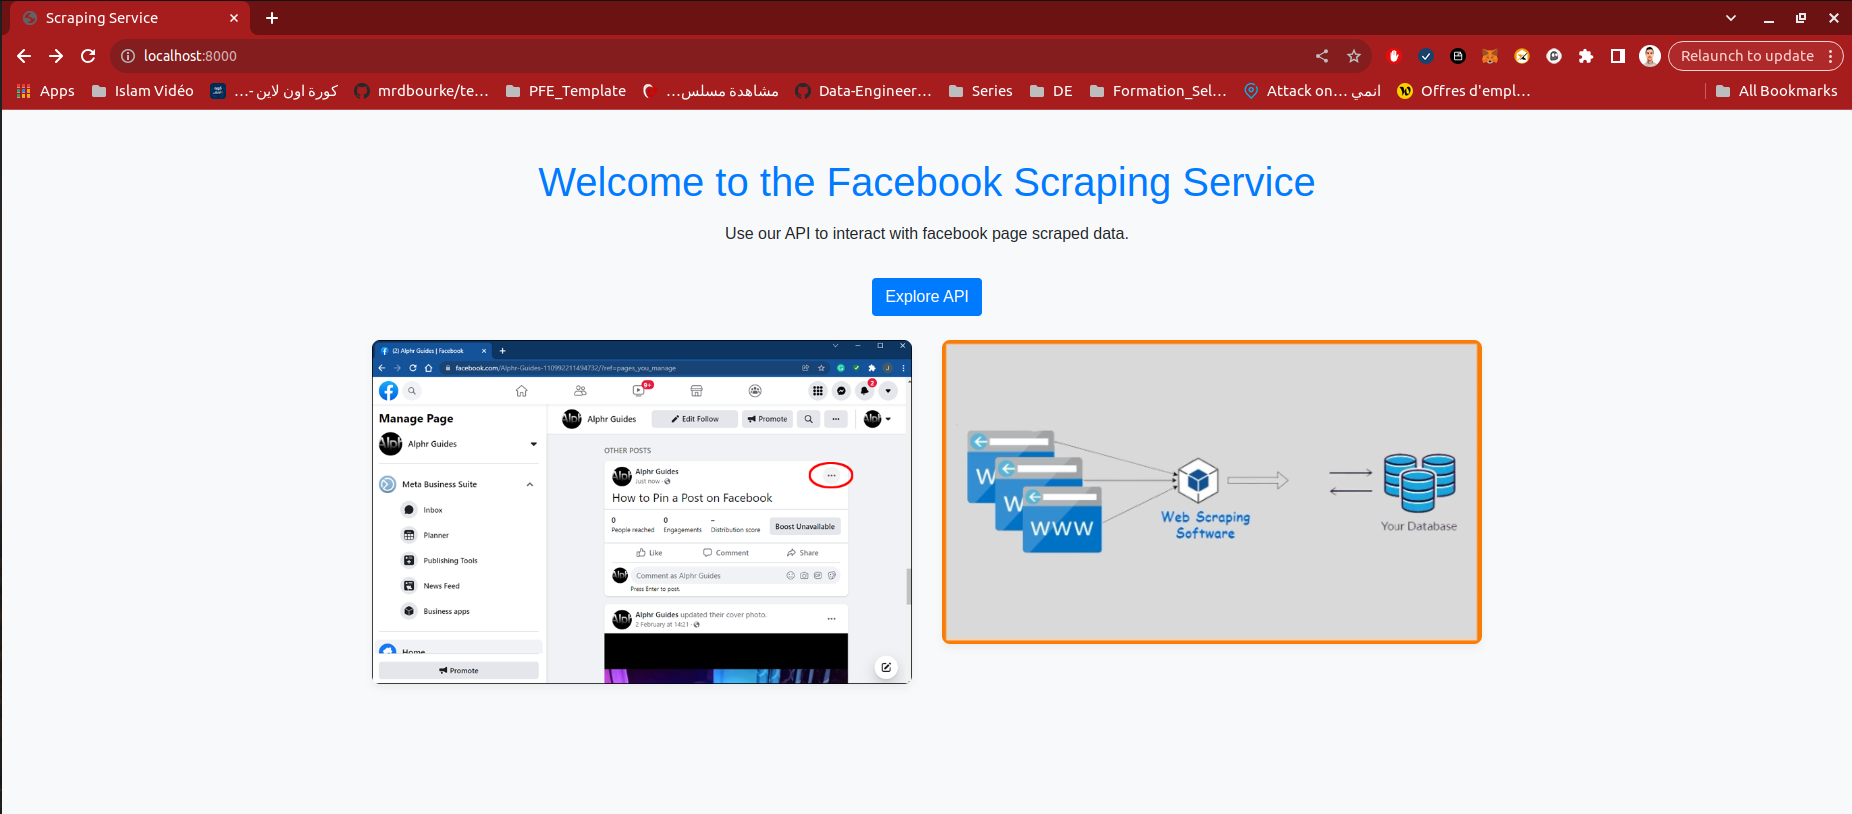 Scraping Service
localhost:8000
Relaunch to update
Apps
Islam Vidéo
كورة اون لاين -...
mrdbourke/te...
PFE_Template
مشاهدة مسلس...
Data-Engineer...
Series
DE
Formation_Sel...
Attack on... انمي
Offres d'empl...
All Bookmarks
Welcome to the Facebook Scraping Service
Use our API to interact with facebook page scraped data.
Explore API
(2) Alphr Guides | Facebook
facebook.com/Alphr-Guides-110992211494732/?ref=pages_you_manage
9+
2
Manage Page
Alphr Guides
Meta Business Suite
Inbox
Planner
Publishing Tools
News Feed
Business apps
Home
Promote
Alphr Guides
Edit Follow
Promote
OTHER POSTS
Alphr Guides
Just now
How to Pin a Post on Facebook
0 0 –
People reached Engagements Distribution score
Boost Unavailable
Like Comment Share
Comment as Alphr Guides
Press Enter to post.
Alphr Guides updated their cover photo.
2 February at 14:21
W
W
WWW
Web Scraping
Software
Your Database